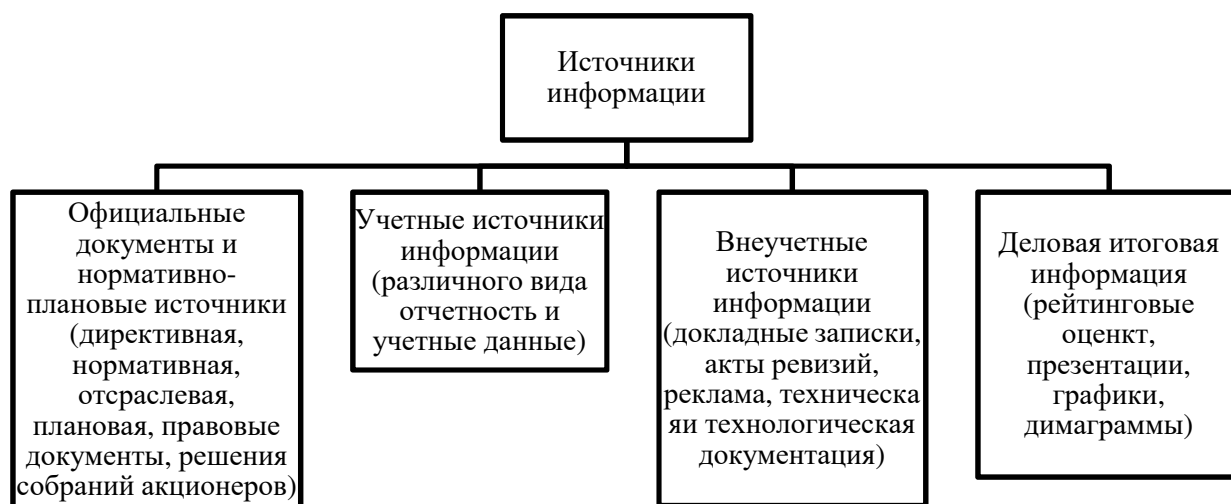 Источники
информации
Официальные
документы и
нормативно-
плановые источники
(директивная,
нормативная,
отсраслевая,
плановая, правовые
документы, решения
собраний акционеров)
Учетные источники
информации
(различного вида
отчетность и
учетные данные)
Внеучетные
источники
информации
(докладные записки,
акты ревизий,
реклама, техническа
яи технологическая
документация)
Деловая итоговая
информация
(рейтинговые
оценкт,
презентации,
графики,
димаграммы)